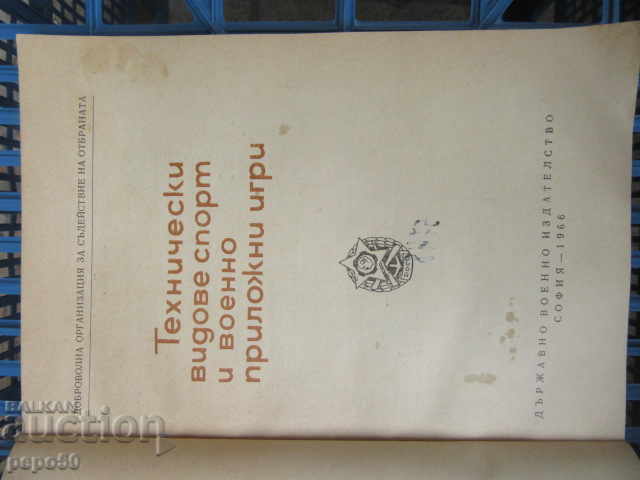 ДОБРОВОЛНА ОРГАНИЗАЦИЯ ЗА СЪДЕЙСТВИЕ НА ОТБРАНАТА
Технически
видове спорт
и военно
приложни игри
ДЪРЖАВНО ВОЕННО ИЗДАТЕЛСТВО
СОФИЯ—1966
BALKAN
auction
pepo59